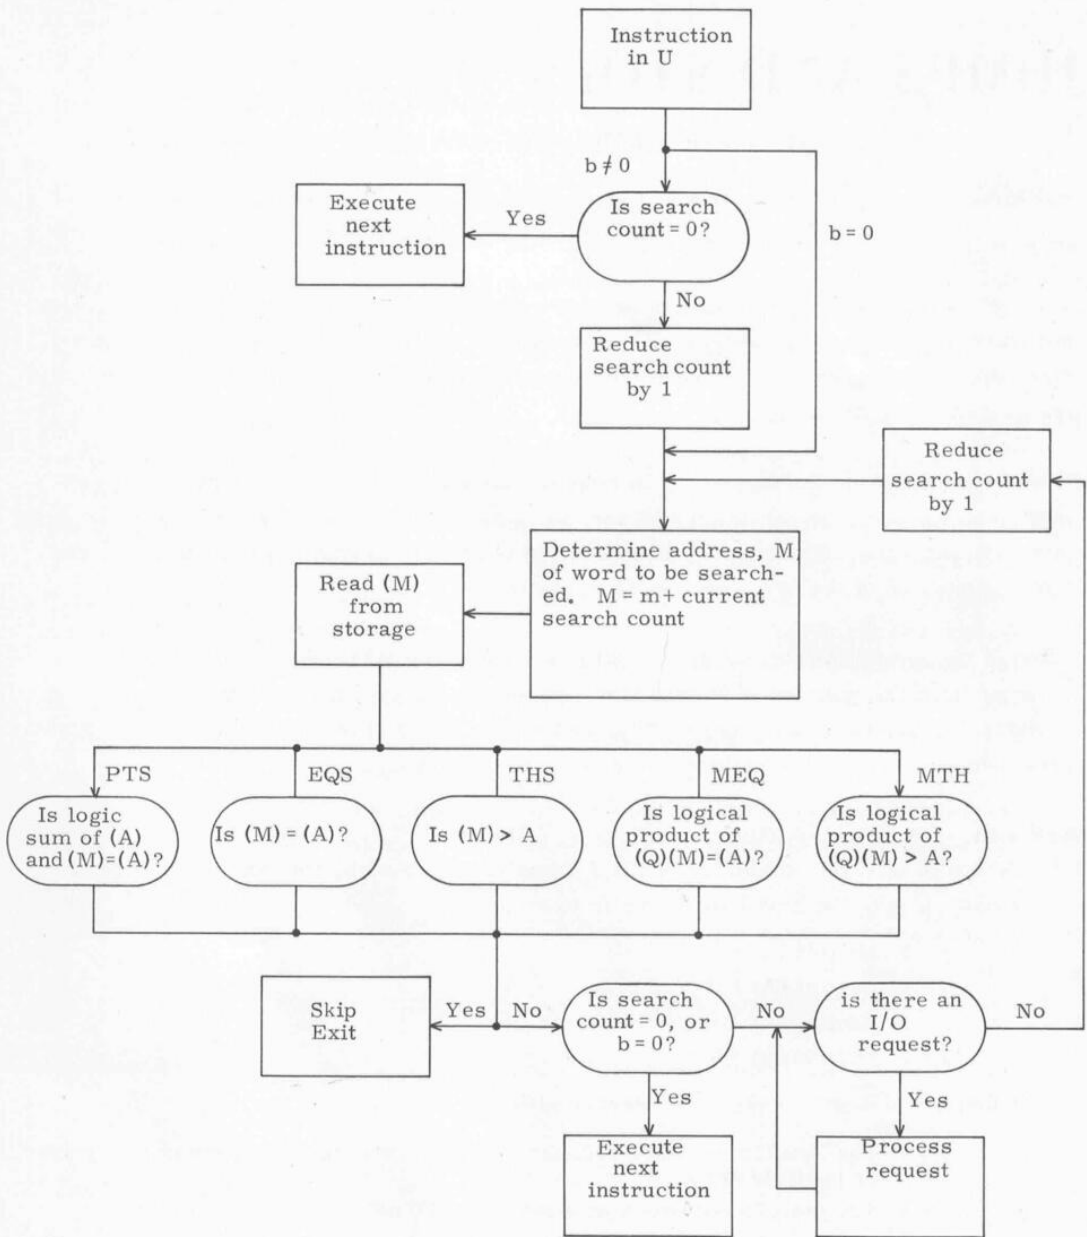 Instruction
in U
b ≠ 0
Execute
next
instruction
Yes
Is search
count = 0?
b = 0
No
Reduce
search count
by 1
Reduce
search count
by 1
Determine address, M
of word to be search-
ed. M = m + current
search count
Read (M)
from
storage
PTS
EQS
THS
MEQ
MTH
Is logic
sum of (A)
and (M)=(A)?
Is (M) = (A)?
Is (M) > A
Is logical
product of
(Q)(M)=(A)?
Is logical
product of
(Q)(M) > A?
Skip
Exit
Yes
No
Is search
count=0, or
b=0?
No
is there an
I/O
request?
No
Yes
Yes
Execute
next
instruction
Process
request